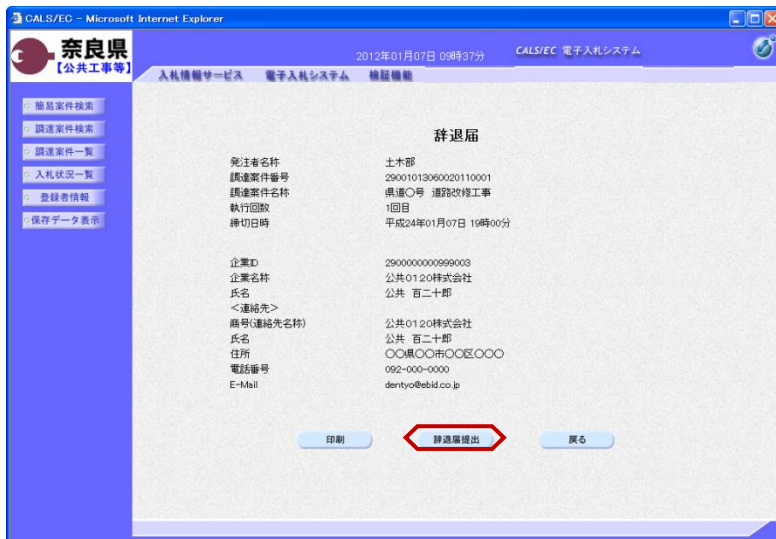 CALS/EC - Microsoft Internet Explorer
奈良県
【公共工事等】
2012年01月07日 09時37分
CALS/EC 電子入札システム
入札情報サービス 電子入札システム 検証機能
簡易案件検索
調達案件検索
調達案件一覧
入札状況一覧
登録者情報
保存データ表示
辞退届
発注者名称 土木部
調達案件番号 29001013060020110001
調達案件名称 県道〇号 道路改修工事
執行回数 1回目
締切日時 平成24年01月07日 19時00分
企業ID 2900000000999003
企業名称 公共0120株式会社
氏名 公共 百二十郎
<連絡先>
商号(連絡先名称) 公共0120株式会社
氏名 公共 百二十郎
住所 〇〇県〇〇市〇〇区〇〇〇
電話番号 092-000-0000
E-Mail dentyo@ebid.co.jp
印刷 辞退届提出 戻る